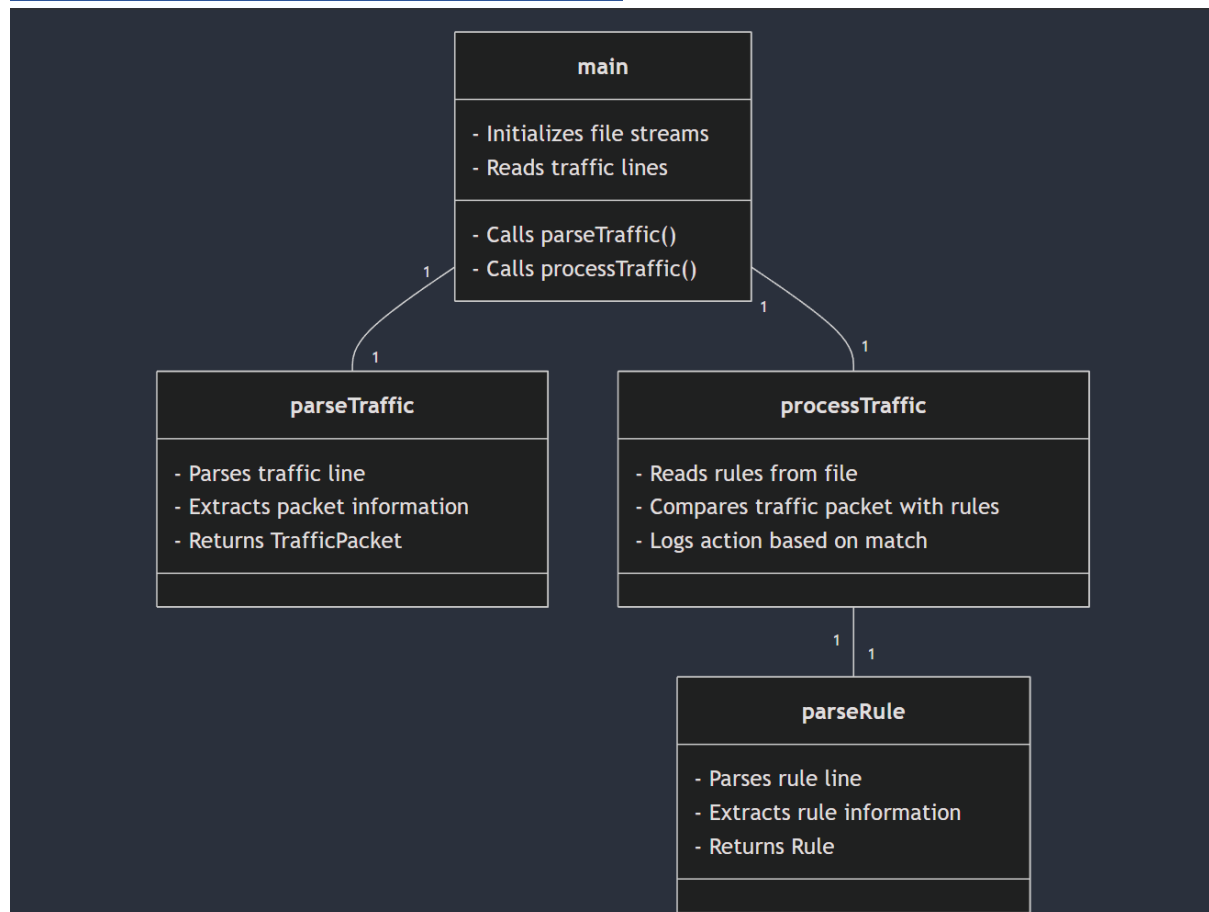 main
- Initializes file streams
- Reads traffic lines
- Calls parseTraffic()
- Calls processTraffic()
1
1
1
1
parseTraffic
- Parses traffic line
- Extracts packet information
- Returns TrafficPacket
processTraffic
- Reads rules from file
- Compares traffic packet with rules
- Logs action based on match
1
1
parseRule
- Parses rule line
- Extracts rule information
- Returns Rule